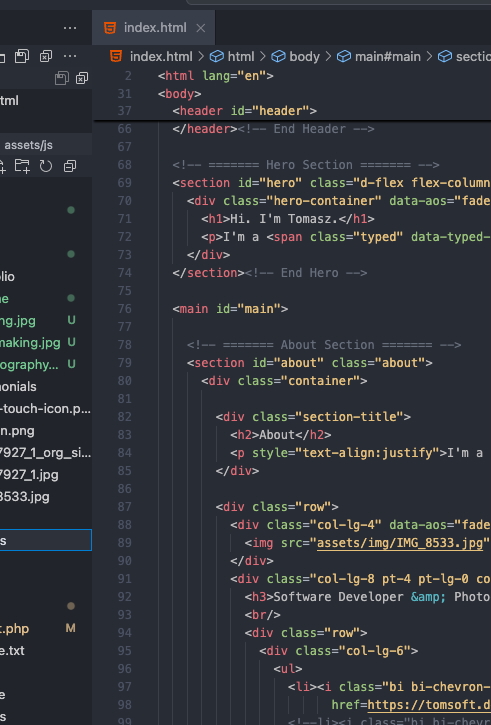 index.html
index.html > html > body > main#main > sectio
tml
assets/js
olio
ne
ng.jpg U
making.jpg U
ography... U
nonials
-touch-icon.p...
n.png
7927_1_org_si...
7927_1.jpg
8533.jpg
s
t.php M
e.txt
e
s
2 <html lang="en">
31 <body>
37 <header id="header">
66 </header><!-- End Header -->
67
68 <!-- ======= Hero Section ======= -->
69 <section id="hero" class="d-flex flex-column
70 <div class="hero-container" data-aos="fade
71 <h1>Hi. I'm Tomasz.</h1>
72 <p>I'm a <span class="typed" data-typed-
73 </div>
74 </section><!-- End Hero -->
75
76 <main id="main">
77
78 <!-- ======= About Section ======= -->
79 <section id="about" class="about">
80 <div class="container">
81
82 <div class="section-title">
83 <h2>About</h2>
84 <p style="text-align:justify">I'm a
85 </div>
86
87 <div class="row">
88 <div class="col-lg-4" data-aos="fade
89 <img src="assets/img/IMG_8533.jpg"
90 </div>
91 <div class="col-lg-8 pt-4 pt-lg-0 co
92 <h3>Software Developer &amp; Photo
93 <br/>
94 <div class="row">
95 <div class="col-lg-6">
96 <ul>
97 <li><i class="bi bi-chevron-
98 href=https://tomsoft.d
99 <!--li><i class="bi bi-chevr